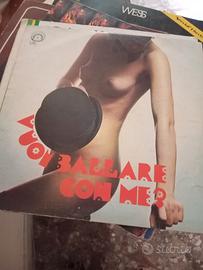 WESS
VUOI BALLARE
CON ME?
subito